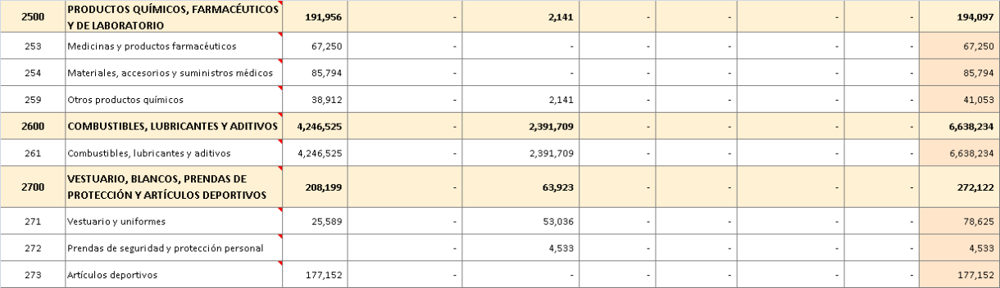 2500 PRODUCTOS QUÍMICOS, FARMACÉUTICOS Y DE LABORATORIO 191,956 - 2,141 - - - 194,097
253 Medicinas y productos farmacéuticos 67,250 - - - - - 67,250
254 Materiales, accesorios y suministros médicos 85,794 - - - - - 85,794
259 Otros productos químicos 38,912 - 2,141 - - - 41,053
2600 COMBUSTIBLES, LUBRICANTES Y ADITIVOS 4,246,525 - 2,391,709 - - - 6,638,234
261 Combustibles, lubricantes y aditivos 4,246,525 - 2,391,709 - - - 6,638,234
2700 VESTUARIO, BLANCOS, PRENDAS DE PROTECCIÓN Y ARTÍCULOS DEPORTIVOS 208,199 - 63,923 - - - 272,122
271 Vestuario y uniformes 25,589 - 53,036 - - - 78,625
272 Prendas de seguridad y protección personal - 4,533 - - - 4,533
273 Artículos deportivos 177,152 - - - - - 177,152